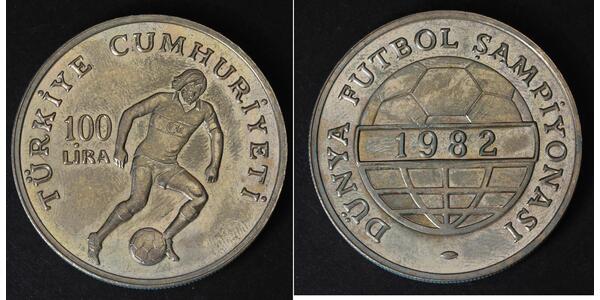 TÜRKİYE CUMHURİYETİ
100
LİRA
DÜNYA FUTBOL ŞAMPİYONASI
1982